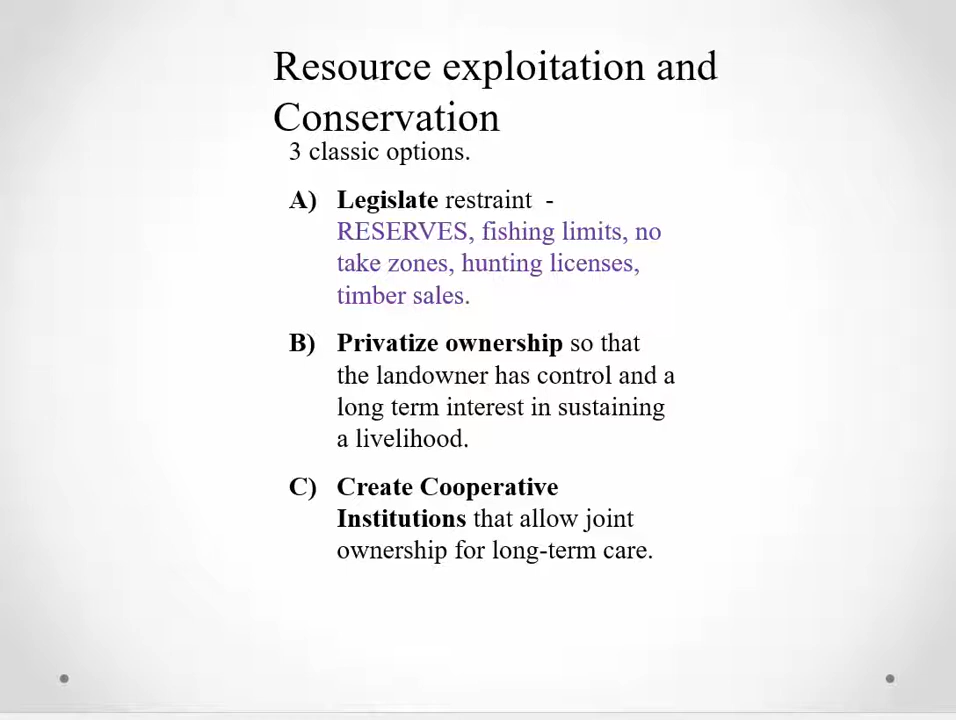 Resource exploitation and
Conservation
3 classic options.
A) Legislate restraint -
RESERVES, fishing limits, no
take zones, hunting licenses,
timber sales.
B) Privatize ownership so that
the landowner has control and a
long term interest in sustaining
a livelihood.
C) Create Cooperative
Institutions that allow joint
ownership for long-term care.